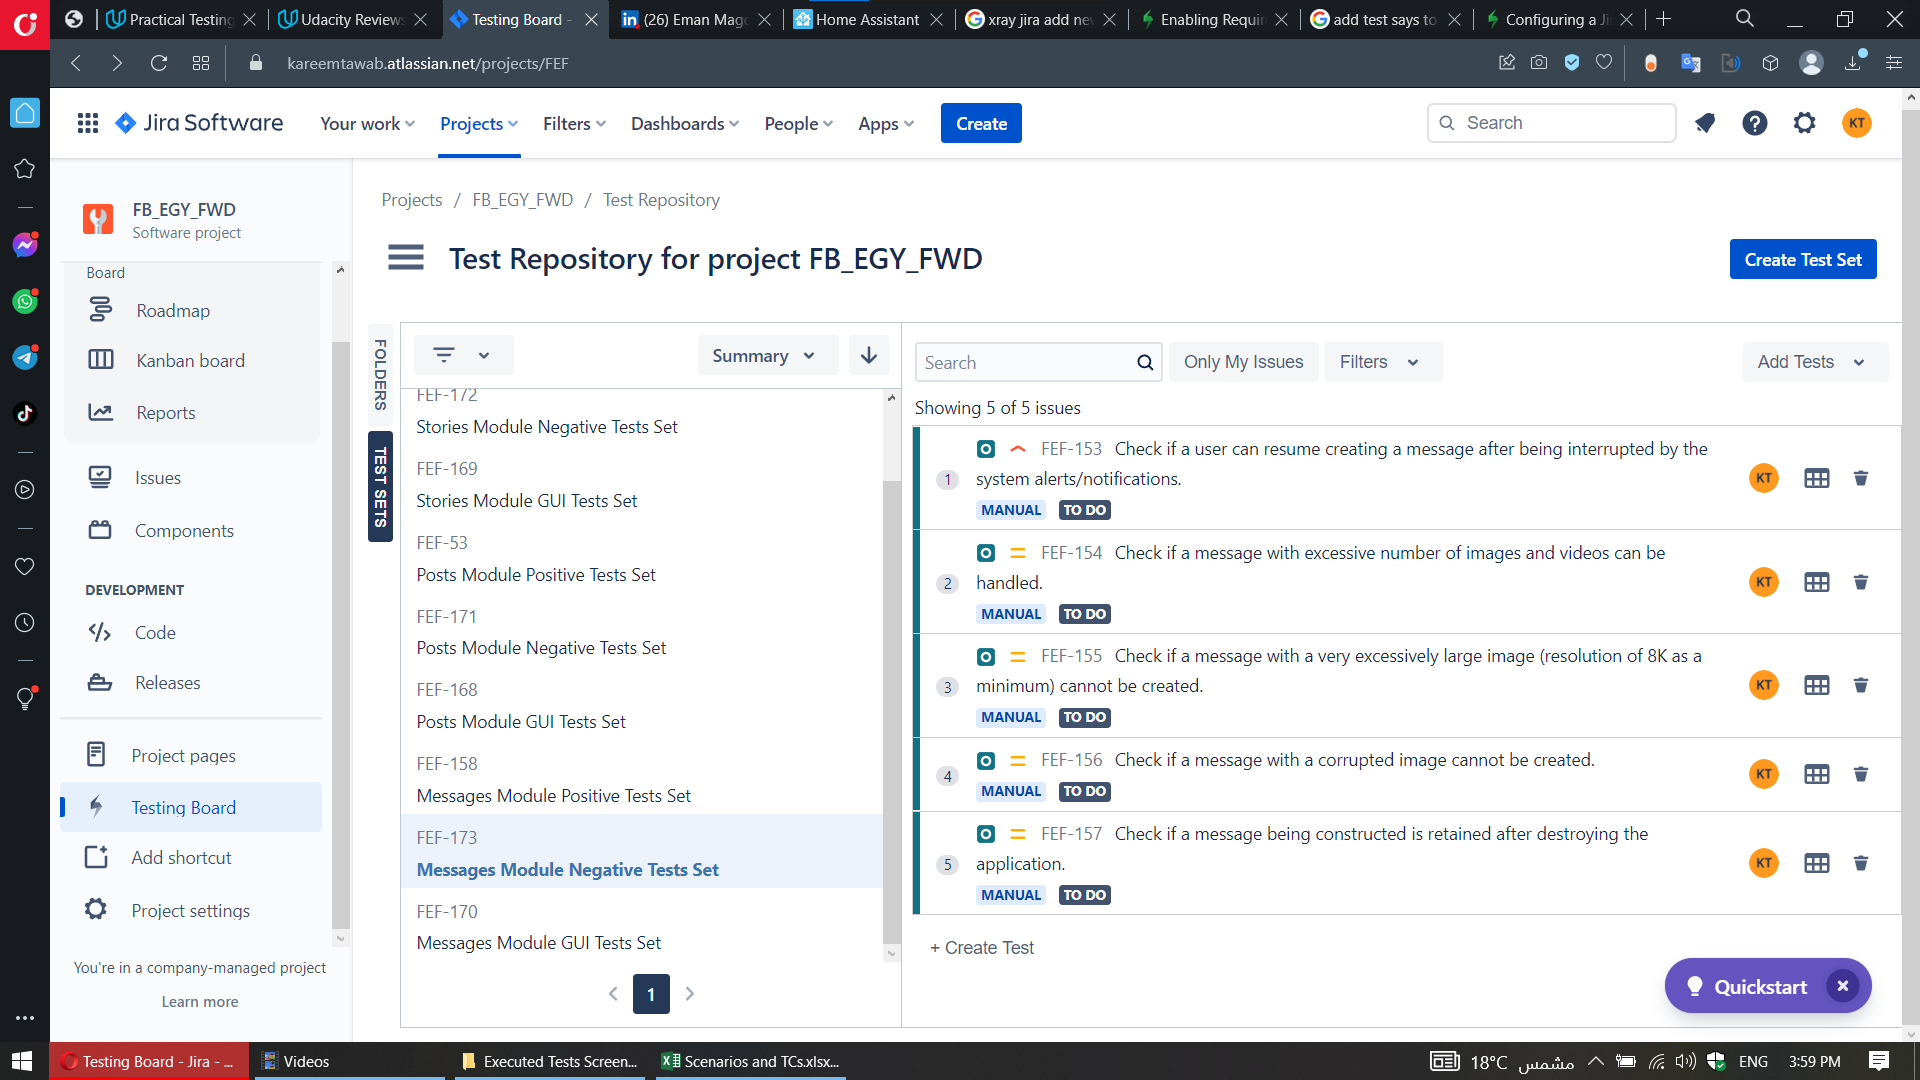 Practical Testing
Udacity Reviews
Testing Board -
(26) Eman Mago
Home Assistant
xray jira add nev
Enabling Requir
add test says to
Configuring a Ji
kareemtawab.atlassian.net/projects/FEF
Jira Software
Your work
Projects
Filters
Dashboards
People
Apps
Create
Search
KT
FB_EGY_FWD
Software project
Board
Roadmap
Kanban board
Reports
Issues
Components
DEVELOPMENT
Code
Releases
Project pages
Testing Board
Add shortcut
Project settings
You're in a company-managed project
Learn more
Projects / FB_EGY_FWD / Test Repository
Test Repository for project FB_EGY_FWD
Create Test Set
FOLDERS
TEST SETS
Summary
FEF-172
Stories Module Negative Tests Set
FEF-169
Stories Module GUI Tests Set
FEF-53
Posts Module Positive Tests Set
FEF-171
Posts Module Negative Tests Set
FEF-168
Posts Module GUI Tests Set
FEF-158
Messages Module Positive Tests Set
FEF-173
Messages Module Negative Tests Set
FEF-170
Messages Module GUI Tests Set
1
Search
Only My Issues
Filters
Add Tests
Showing 5 of 5 issues
1
FEF-153 Check if a user can resume creating a message after being interrupted by the
system alerts/notifications.
MANUAL TO DO
KT
2
FEF-154 Check if a message with excessive number of images and videos can be
handled.
MANUAL TO DO
KT
3
FEF-155 Check if a message with a very excessively large image (resolution of 8K as a
minimum) cannot be created.
MANUAL TO DO
KT
4
FEF-156 Check if a message with a corrupted image cannot be created.
MANUAL TO DO
KT
5
FEF-157 Check if a message being constructed is retained after destroying the
application.
MANUAL TO DO
KT
+ Create Test
Quickstart
Testing Board - Jira - ...
Videos
Executed Tests Screen...
Scenarios and TCs.xlsx...
18°C مشمس
ENG
3:59 PM